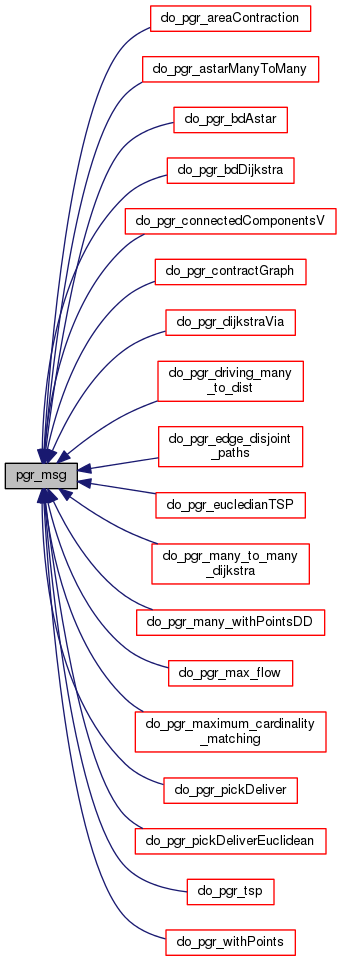 do_pgr_areaContraction
do_pgr_astarManyToMany
do_pgr_bdAstar
do_pgr_bdDijkstra
do_pgr_connectedComponentsV
do_pgr_contractGraph
do_pgr_dijkstraVia
do_pgr_driving_many
_to_dist
do_pgr_edge_disjoint
_paths
pgr_msg
do_pgr_eucledianTSP
do_pgr_many_to_many
_dijkstra
do_pgr_many_withPointsDD
do_pgr_max_flow
do_pgr_maximum_cardinality
_matching
do_pgr_pickDeliver
do_pgr_pickDeliverEuclidean
do_pgr_tsp
do_pgr_withPoints